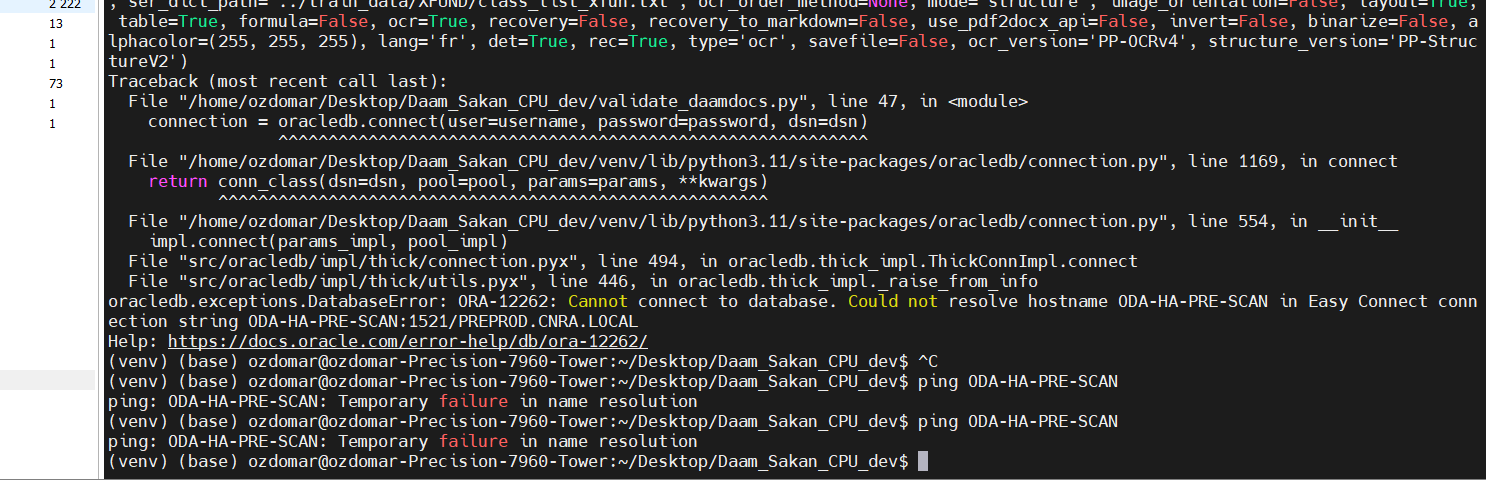 2 222
13
1
1
73
1
1
, ser_dict_path='../train_data/XFUND/class_list_xfun.txt', ocr_order_method=None, mode='structure', image_orientation=False, layout=True,
table=True, formula=False, ocr=True, recovery=False, recovery_to_markdown=False, use_pdf2docx_api=False, invert=False, binarize=False, a
lphacolor=(255, 255, 255), lang='fr', det=True, rec=True, type='ocr', savefile=False, ocr_version='PP-OCRv4', structure_version='PP-Struc
tureV2')
Traceback (most recent call last):
  File "/home/ozdomar/Desktop/Daam_Sakan_CPU_dev/validate_daamdocs.py", line 47, in <module>
    connection = oracledb.connect(user=username, password=password, dsn=dsn)
                 ^^^^^^^^^^^^^^^^^^^^^^^^^^^^^^^^^^^^^^^^^^^^^^^^^^^^^^^^^^^
  File "/home/ozdomar/Desktop/Daam_Sakan_CPU_dev/venv/lib/python3.11/site-packages/oracledb/connection.py", line 1169, in connect
    return conn_class(dsn=dsn, pool=pool, params=params, **kwargs)
           ^^^^^^^^^^^^^^^^^^^^^^^^^^^^^^^^^^^^^^^^^^^^^^^^^^^^^^^
  File "/home/ozdomar/Desktop/Daam_Sakan_CPU_dev/venv/lib/python3.11/site-packages/oracledb/connection.py", line 554, in __init__
    impl.connect(params_impl, pool_impl)
  File "src/oracledb/impl/thick/connection.pyx", line 494, in oracledb.thick_impl.ThickConnImpl.connect
  File "src/oracledb/impl/thick/utils.pyx", line 446, in oracledb.thick_impl._raise_from_info
oracledb.exceptions.DatabaseError: ORA-12262: Cannot connect to database. Could not resolve hostname ODA-HA-PRE-SCAN in Easy Connect conn
ection string ODA-HA-PRE-SCAN:1521/PREPROD.CNRA.LOCAL
Help: https://docs.oracle.com/error-help/db/ora-12262/
(venv) (base) ozdomar@ozdomar-Precision-7960-Tower:~/Desktop/Daam_Sakan_CPU_dev$ ^C
(venv) (base) ozdomar@ozdomar-Precision-7960-Tower:~/Desktop/Daam_Sakan_CPU_dev$ ping ODA-HA-PRE-SCAN
ping: ODA-HA-PRE-SCAN: Temporary failure in name resolution
(venv) (base) ozdomar@ozdomar-Precision-7960-Tower:~/Desktop/Daam_Sakan_CPU_dev$ ping ODA-HA-PRE-SCAN
ping: ODA-HA-PRE-SCAN: Temporary failure in name resolution
(venv) (base) ozdomar@ozdomar-Precision-7960-Tower:~/Desktop/Daam_Sakan_CPU_dev$